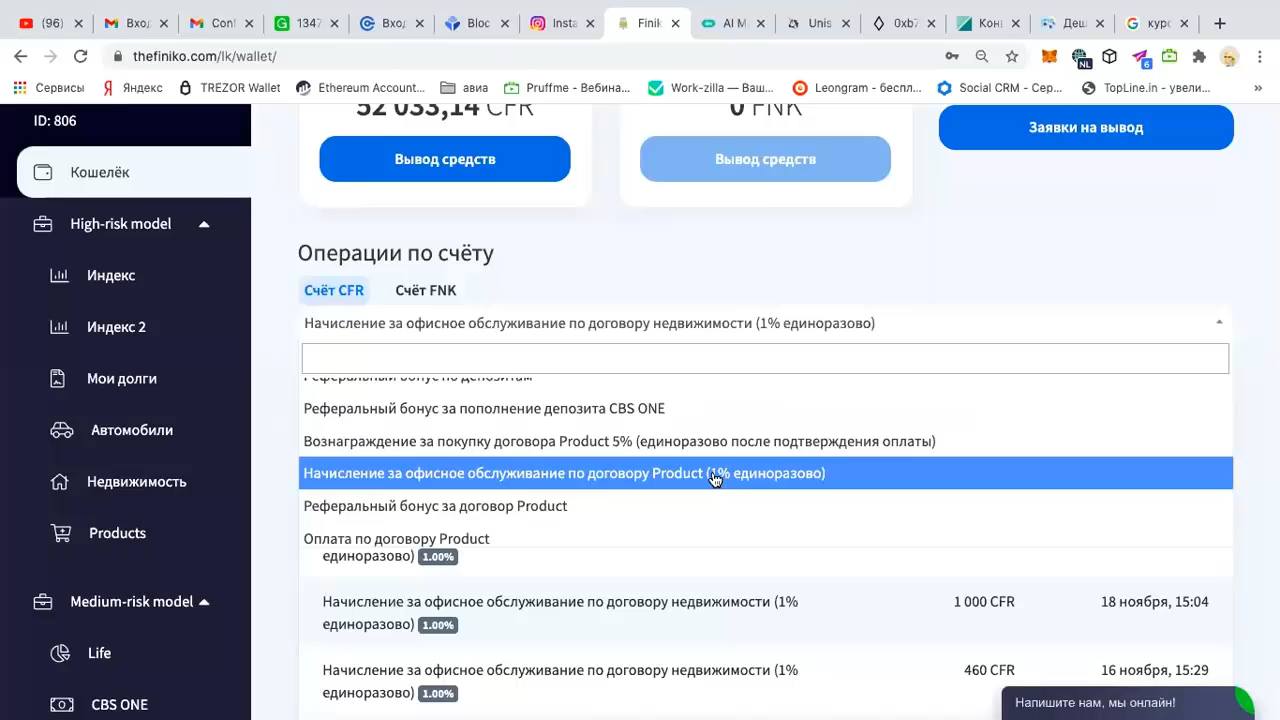 (96)
Вход
Conf
1347
Вход
Bloc
Insta
Finik
AI M
Unis
0xb7
Конц
Деш
курс
thefiniko.com/lk/wallet/
NL
6
Сервисы
Яндекс
TREZOR Wallet
Ethereum Account...
авиа
Pruffme - Вебина...
Work-zilla — Ваш...
Leongram - беспл...
Social CRM - Сер...
TopLine.in - увели...
»
ID: 806
52 033,14 CFR
0 FNK
Вывод средств
Вывод средств
Заявки на вывод
Кошелёк
High-risk model
Индекс
Индекс 2
Мои долги
Автомобили
Недвижимость
Products
Medium-risk model
Life
CBS ONE
Операции по счёту
Счёт CFR
Счёт FNK
Начисление за офисное обслуживание по договору недвижимости (1% единоразово)
Реферальный бонус по депозитам
Реферальный бонус за пополнение депозита CBS ONE
Вознаграждение за покупку договора Product 5% (единоразово после подтверждения оплаты)
Начисление за офисное обслуживание по договору Product (1% единоразово)
Реферальный бонус за договор Product
Оплата по договору Product
единоразово) 1.00%
Начисление за офисное обслуживание по договору недвижимости (1% 1 000 CFR 18 ноября, 15:04
единоразово) 1.00%
Начисление за офисное обслуживание по договору недвижимости (1% 460 CFR 16 ноября, 15:29
единоразово) 1.00%
Напишите нам, мы онлайн!